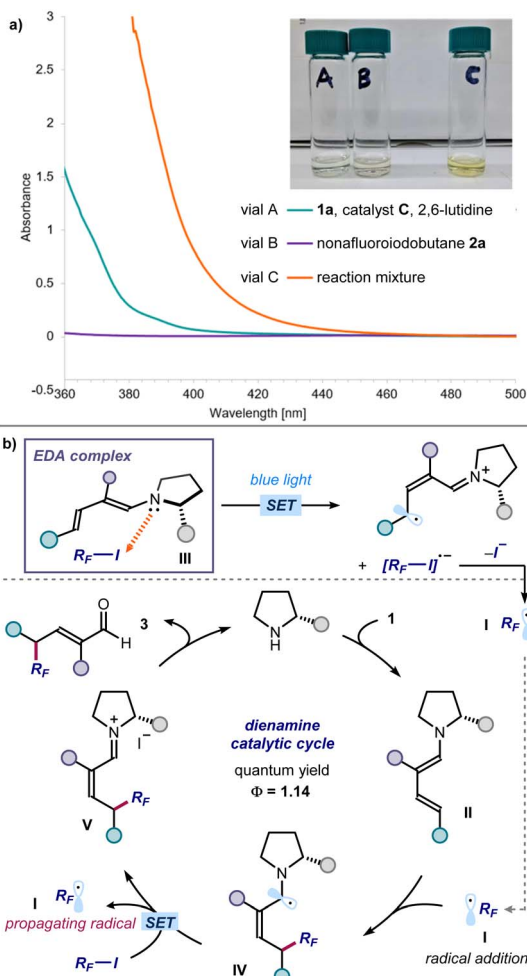 a)
3
2.5
2
1.5
1
0.5
0
-0.5
Absorbance
A
B
C
vial A 1a, catalyst C, 2,6-lutidine
vial B nonafluoroiodobutane 2a
vial C reaction mixture
360 380 400 420 440 460 480 500
Wavelength [nm]
b)
EDA complex
N
R_F—I
III
blue light
SET
N+
+ [R_F—I]•− –I−
I R_F
O
H
3
R_F
N
H
1
N+
I−
R_F
V
dienamine
catalytic cycle
quantum yield
Φ = 1.14
N
II
I R_F
propagating radical
SET
R_F—I
N
R_F
IV
R_F
I
radical addition